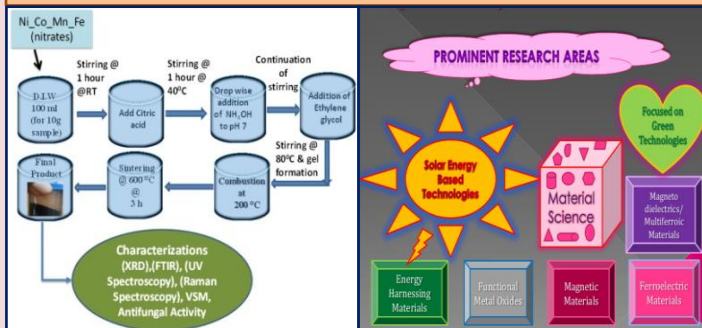 Ni_Co_Mn_Fe
(nitrates)
Stirring @
1 hour
@RT
Stirring @
1 hour @
40⁰C
Continuation
of
stirring
D.I.W
100 ml
(for 10g
sample)
Add Citric
acid
Drop wise
addition
of NH₄OH
to pH 7
Addition of
Ethylene
glycol
Stirring @
80⁰C & gel
formation
Final
Product
Sintering
@ 600 °C
@
3 h
Combustion
at
200 °C
Characterizations
(XRD),(FTIR), (UV
Spectroscopy), (Raman
Spectroscopy), VSM,
Antifungal Activity
PROMINENT RESEARCH AREAS
Focused on
Green
Technologies
Solar Energy
Based
Technologies
Material
Science
Magneto
dielectrics/
Multiferroic
Materials
Energy
Harnessing
Materials
Functional
Metal Oxides
Magnetic
Materials
Ferroelectric
Materials